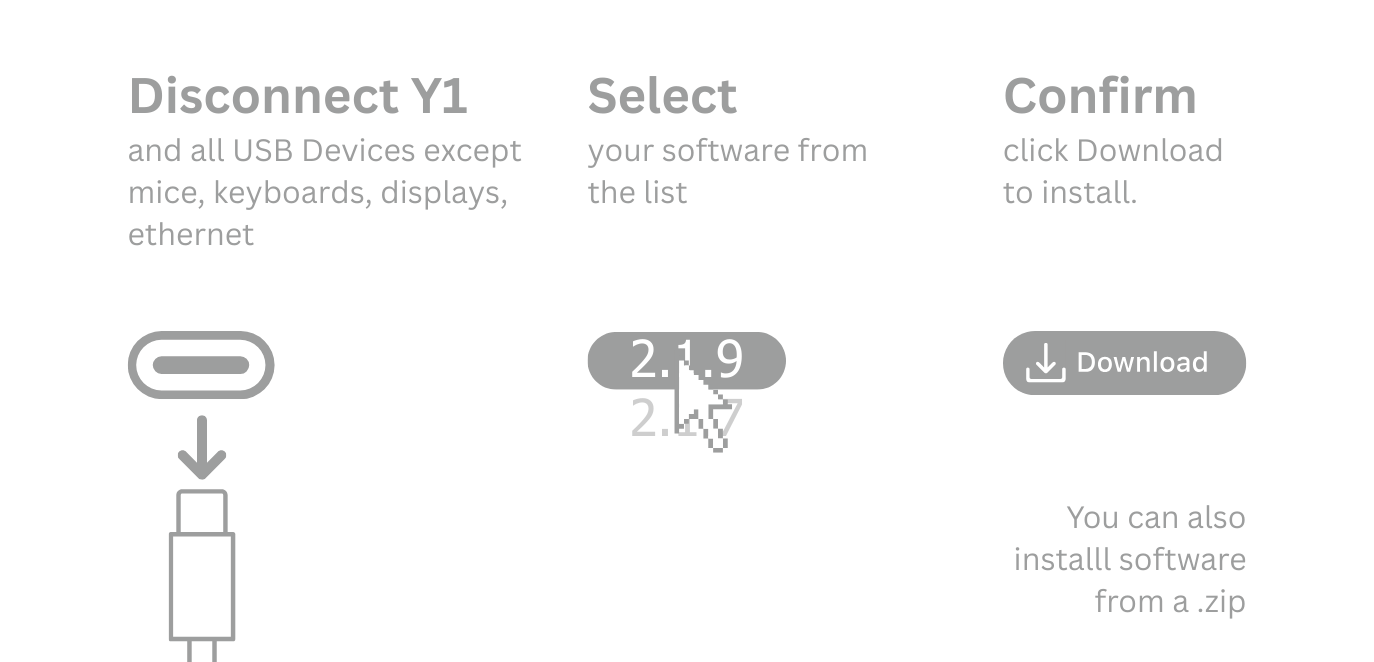 Disconnect Y1
and all USB Devices except
mice, keyboards, displays,
ethernet
Select
your software from
the list
2.1.9
2.1.7
Confirm
click Download
to install.
Download
You can also
installl software
from a .zip